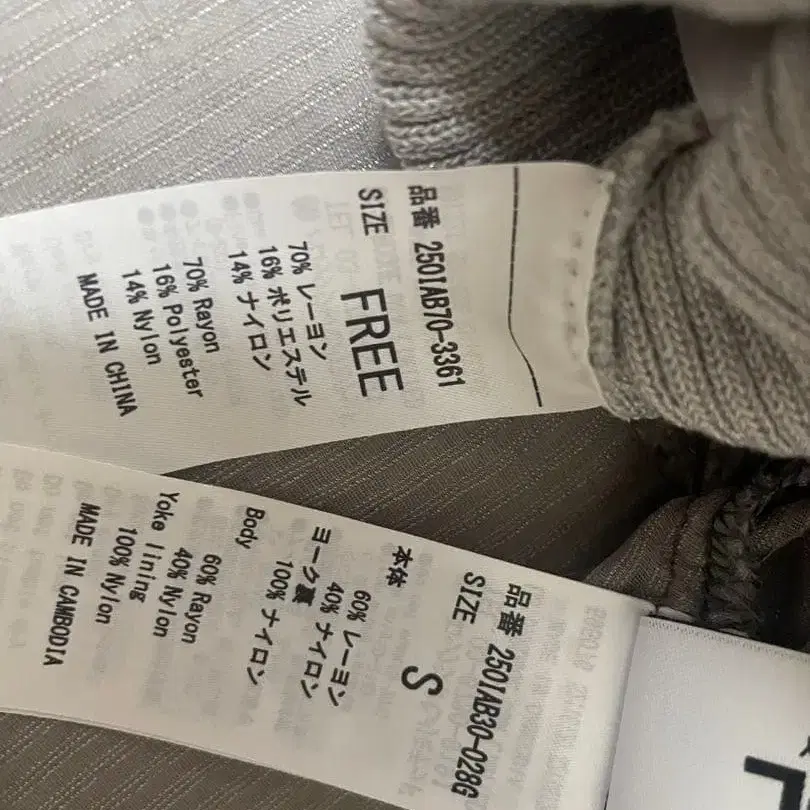 品番 2501AB70-3361
SIZE FREE
70% レーヨン
16% ポリエステル
14% ナイロン
70% Rayon
16% Polyester
14% Nylon
MADE IN CHINA
品番 2501AB30-028G
SIZE S
本体
60% レーヨン
40% ナイロン
ヨーク裏
100% ナイロン
Body
60% Rayon
40% Nylon
Yoke lining
100% Nylon
MADE IN CAMBODIA